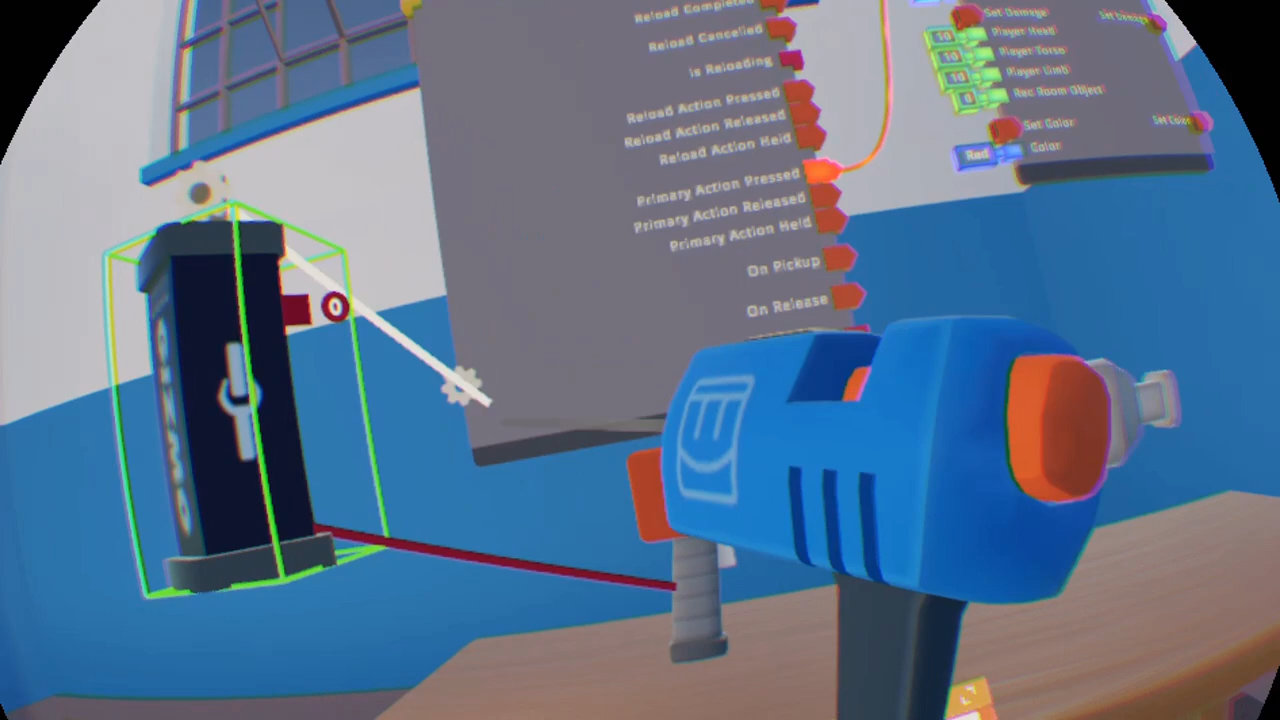 Reload Completed
Reload Cancelled
Is Reloading
Reload Action Pressed
Reload Action Released
Reload Action Held
Primary Action Pressed
Primary Action Released
Primary Action Held
On Pickup
On Release
Set Damage
Set Damage
10
Player Head
10
Player Torso
10
Player Limb
0
Rec Room Object
Set Color
Set Color
Red
Color
0
GIZMO